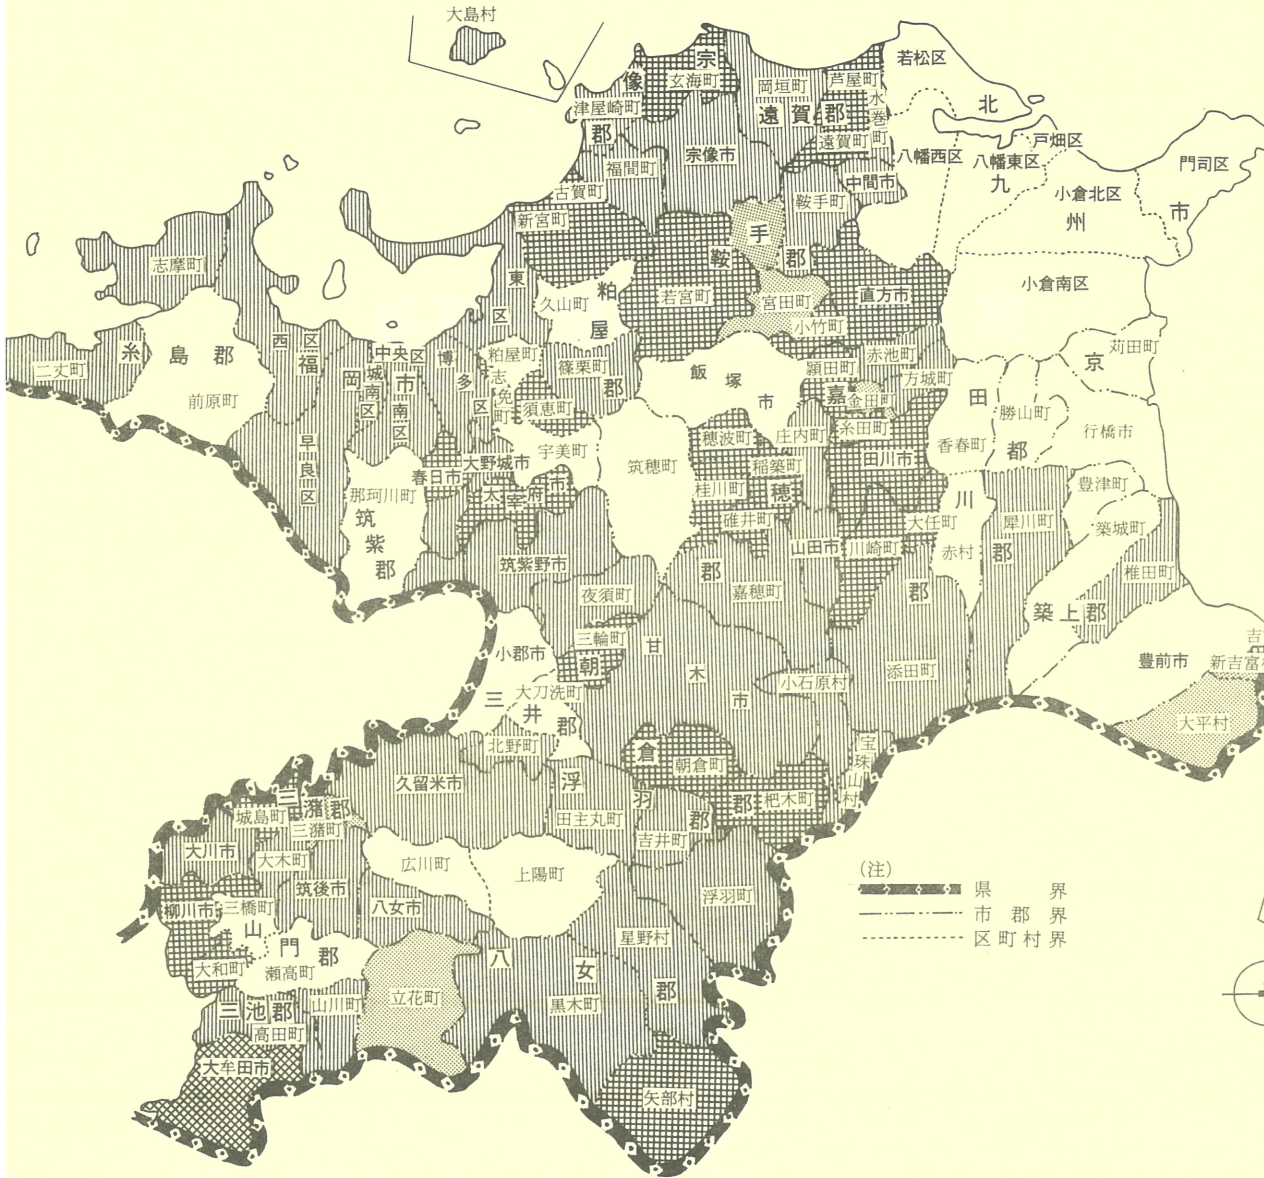 大島村
宗像郡
玄海町
津屋崎町
福間町
宗像市
岡垣町
遠賀郡
芦屋町
水巻町
遠賀町
中間市
若松区
北九州市
戸畑区
八幡西区
八幡東区
小倉北区
門司区
小倉南区
古賀町
新宮町
鞍手町
鞍手郡
若宮町
宮田町
直方市
小竹町
志摩町
糸島郡
二丈町
前原町
西区
福岡市
東区
中央区
城南区
南区
博多区
早良区
久山町
粕屋郡
粕屋町
篠栗町
志免町
須恵町
宇美町
飯塚市
筑穂町
頴田町
赤池町
方城町
金田町
糸田町
田川市
嘉穂郡
穂波町
庄内町
稲築町
桂川町
碓井町
山田市
嘉穂町
田川郡
香春町
川崎町
大任町
赤村
添田町
京都郡
苅田町
勝山町
行橋市
豊津町
犀川町
築城町
椎田町
築上郡
豊前市
吉
新吉富村
大平村
春日市
大野城市
太宰府市
那珂川町
筑紫郡
筑紫野市
夜須町
三輪町
朝倉郡
甘木市
小石原村
宝珠山村
朝倉町
杷木町
小郡市
大刀洗町
三井郡
北野町
久留米市
浮羽郡
田主丸町
吉井町
浮羽町
三潴郡
城島町
三潴町
大川市
大木町
筑後市
広川町
上陽町
八女市
柳川市
三橋町
山門郡
大和町
瀬高町
星野村
八女郡
黒木町
立花町
三池郡
山川町
高田町
大牟田市
矢部村
(注)
県界
市郡界
区町村界